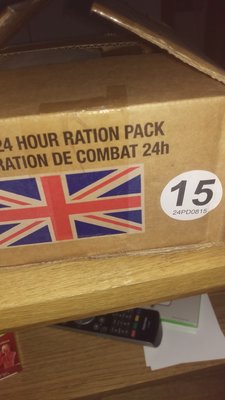 24 HOUR RATION PACK
RATION DE COMBAT 24h
15
24PD0815